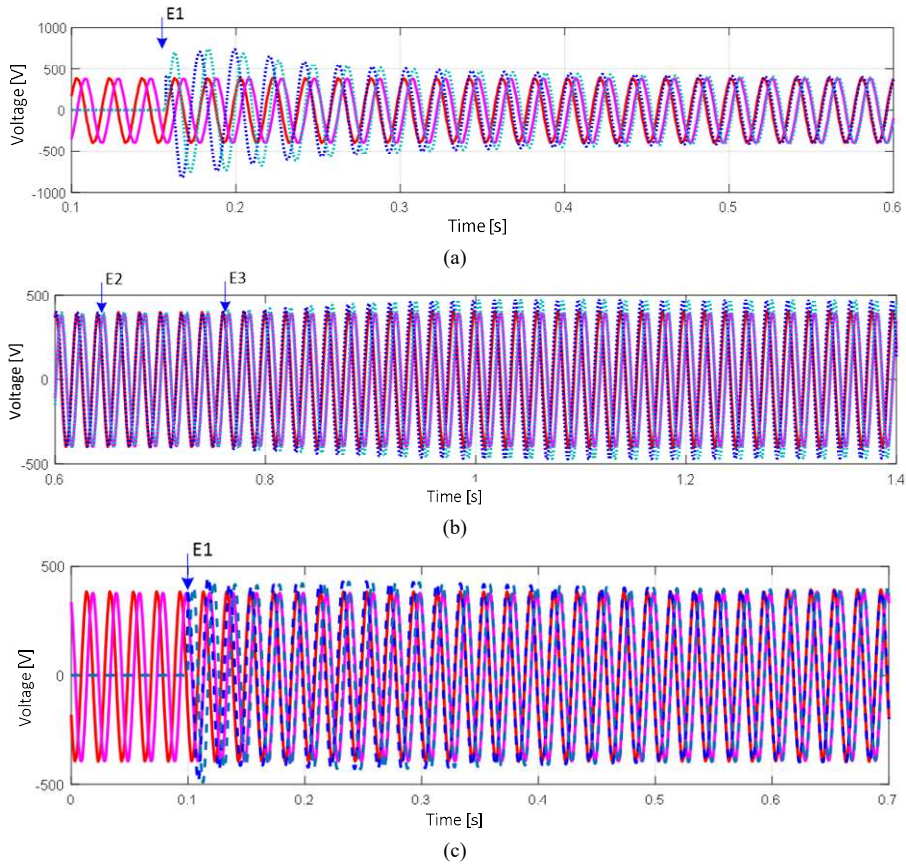 E1
1000
500
0
-500
-1000
Voltage [V]
0.1 0.2 0.3 0.4 0.5 0.6
Time [s]
(a)
E2 E3
500
0
-500
Voltage [V]
0.6 0.8 1 1.2 1.4
Time [s]
(b)
E1
500
0
-500
Voltage [V]
0 0.1 0.2 0.3 0.4 0.5 0.6 0.7
Time [s]
(c)